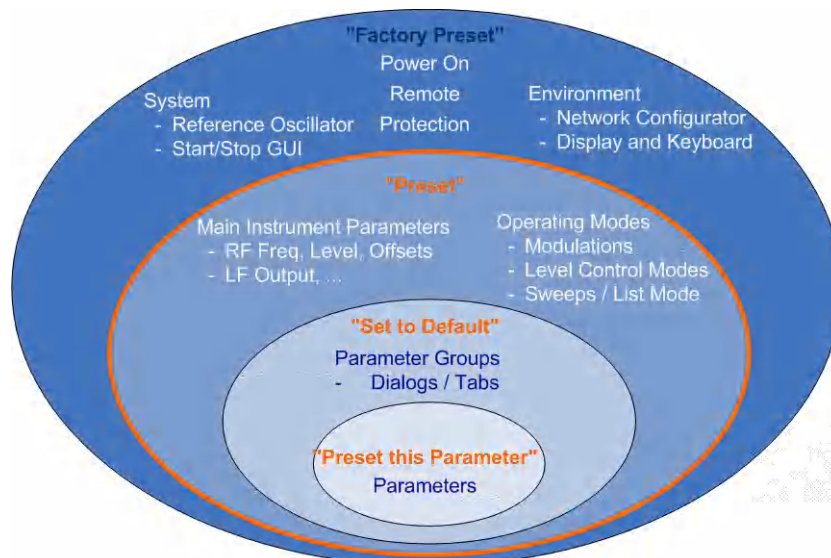 "Factory Preset"
Power On
Remote
Protection
System
- Reference Oscillator
- Start/Stop GUI
Environment
- Network Configurator
- Display and Keyboard
"Preset"
Main Instrument Parameters
- RF Freq, Level, Offsets
- LF Output, ...
Operating Modes
- Modulations
- Level Control Modes
- Sweeps / List Mode
"Set to Default"
Parameter Groups
- Dialogs / Tabs
"Preset this Parameter"
Parameters